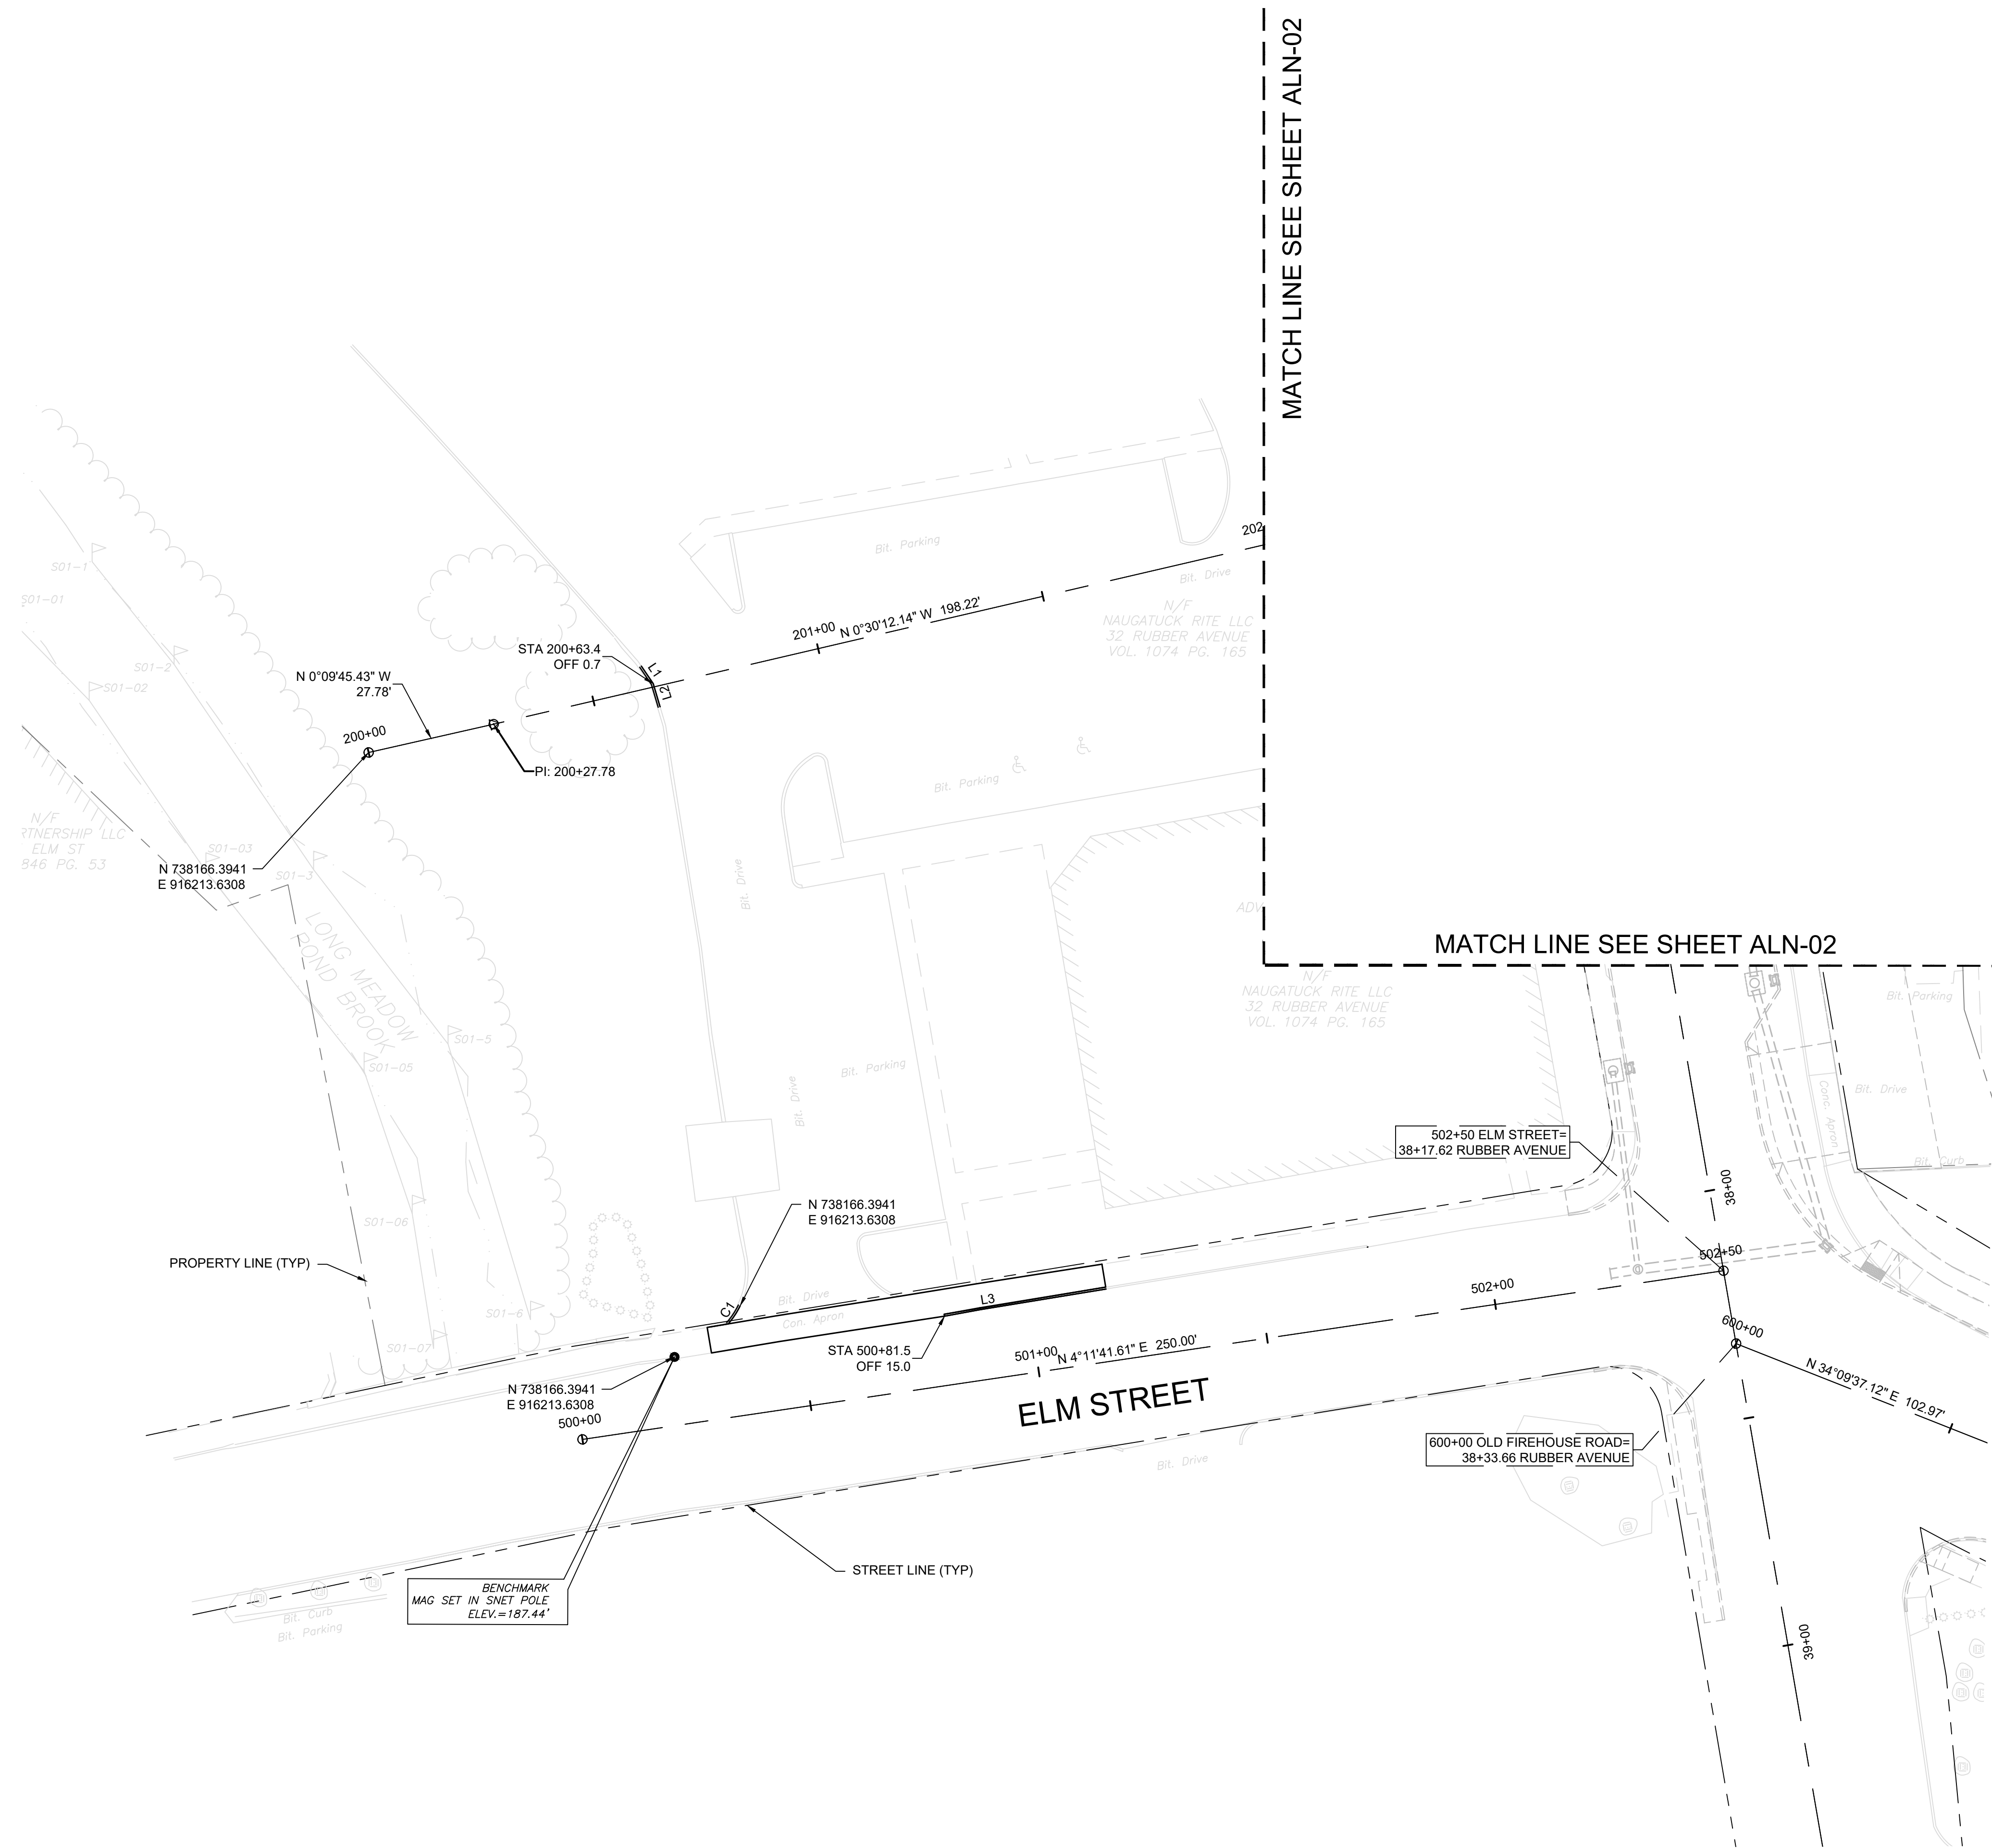 MATCH LINE SEE SHEET ALN-02
202
Bit. Parking
Bit. Drive
S01-1
S01-01
N/F
NAUGATUCK RITE LLC
32 RUBBER AVENUE
VOL. 1074 PG. 165
201+00
N 0°30'12.14" W 198.22'
STA 200+63.4
OFF 0.7
L1
L2
S01-2
S01-02
N 0°09'45.43" W
27.78'
200+00
PI: 200+27.78
Bit. Parking
N/F
RTNERSHIP LLC
ELM ST
846 PG. 53
S01-03
S01-3
N 738166.3941
E 916213.6308
Bit. Drive
ADV
LONG MEADOW
POND BROOK
MATCH LINE SEE SHEET ALN-02
N/F
NAUGATUCK RITE LLC
32 RUBBER AVENUE
VOL. 1074 PG. 165
Bit. Parking
S01-5
S01-05
Bit. Parking
Bit. Drive
Bit. Drive
Conc. Apron
502+50 ELM STREET=
38+17.62 RUBBER AVENUE
Bit. Curb
38+00
N 738166.3941
E 916213.6308
S01-06
PROPERTY LINE (TYP)
502+50
S01-6
C1
Bit. Drive
Con. Apron
L3
502+00
600+00
S01-07
STA 500+81.5
OFF 15.0
501+00
N 4°11'41.61" E 250.00'
N 34°09'37.12" E 102.97'
N 738166.3941
E 916213.6308
500+00
ELM STREET
600+00 OLD FIREHOUSE ROAD=
38+33.66 RUBBER AVENUE
Bit. Drive
STREET LINE (TYP)
BENCHMARK
MAG SET IN SNET POLE
ELEV.=187.44'
Bit. Curb
Bit. Parking
39+00